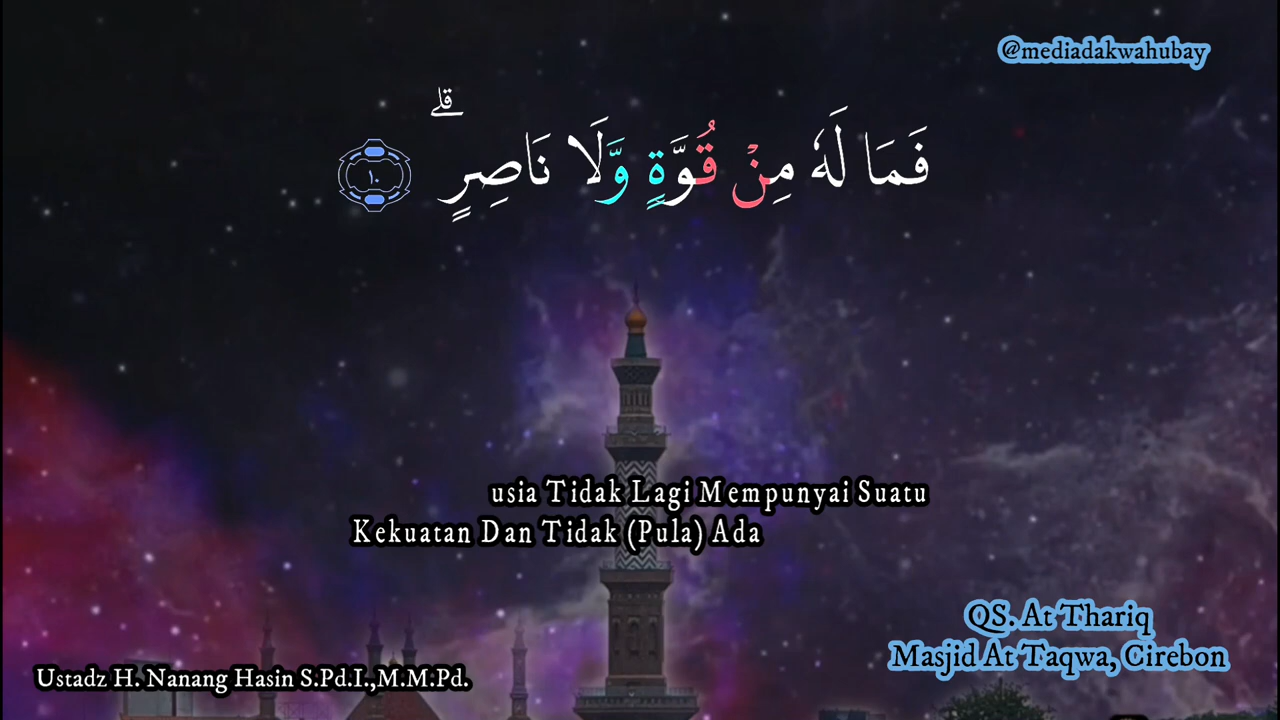 @mediadakwahubay
فَمَا لَهٗ مِنْ قُوَّةٍ وَّلَا نَاصِرٍۗ ١٠
usia Tidak Lagi Mempunyai Suatu
Kekuatan Dan Tidak (Pula) Ada
QS. At Thariq
Masjid At Taqwa, Cirebon
Ustadz H. Nanang Hasin S.Pd.I.,M.M.Pd.